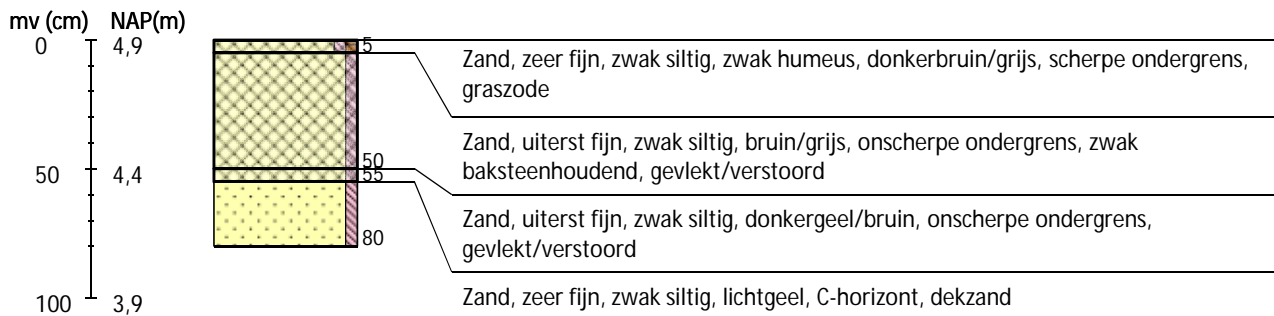 mv (cm) NAP(m)
0 4,9
5
Zand, zeer fijn, zwak siltig, zwak humeus, donkerbruin/grijs, scherpe ondergrens,
graszode
Zand, uiterst fijn, zwak siltig, bruin/grijs, onscherpe ondergrens, zwak
baksteenhoudend, gevlekt/verstoord
50
50 4,4
55
Zand, uiterst fijn, zwak siltig, donkergeel/bruin, onscherpe ondergrens,
gevlekt/verstoord
80
Zand, zeer fijn, zwak siltig, lichtgeel, C-horizont, dekzand
100 3,9